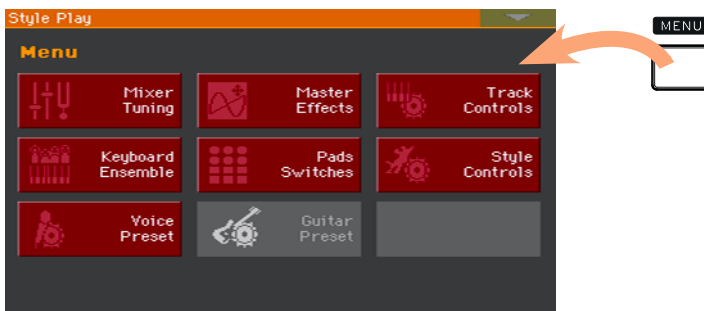 Style Play
MENU
Menu
Mixer
Tuning
Master
Effects
Track
Controls
Keyboard
Ensemble
Pads
Switches
Style
Controls
Voice
Preset
Guitar
Preset